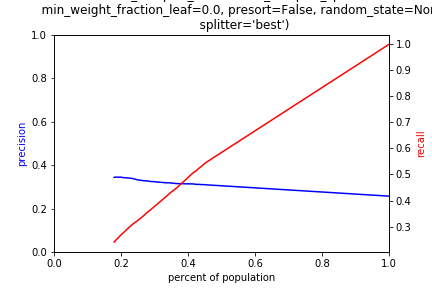 min_weight_fraction_leaf=0.0, presort=False, random_state=Nor
splitter='best')
1.0
0.8
0.6
0.4
0.2
0.0
precision
1.0
0.9
0.8
0.7
0.6
0.5
0.4
0.3
recall
0.0 0.2 0.4 0.6 0.8 1.0
percent of population